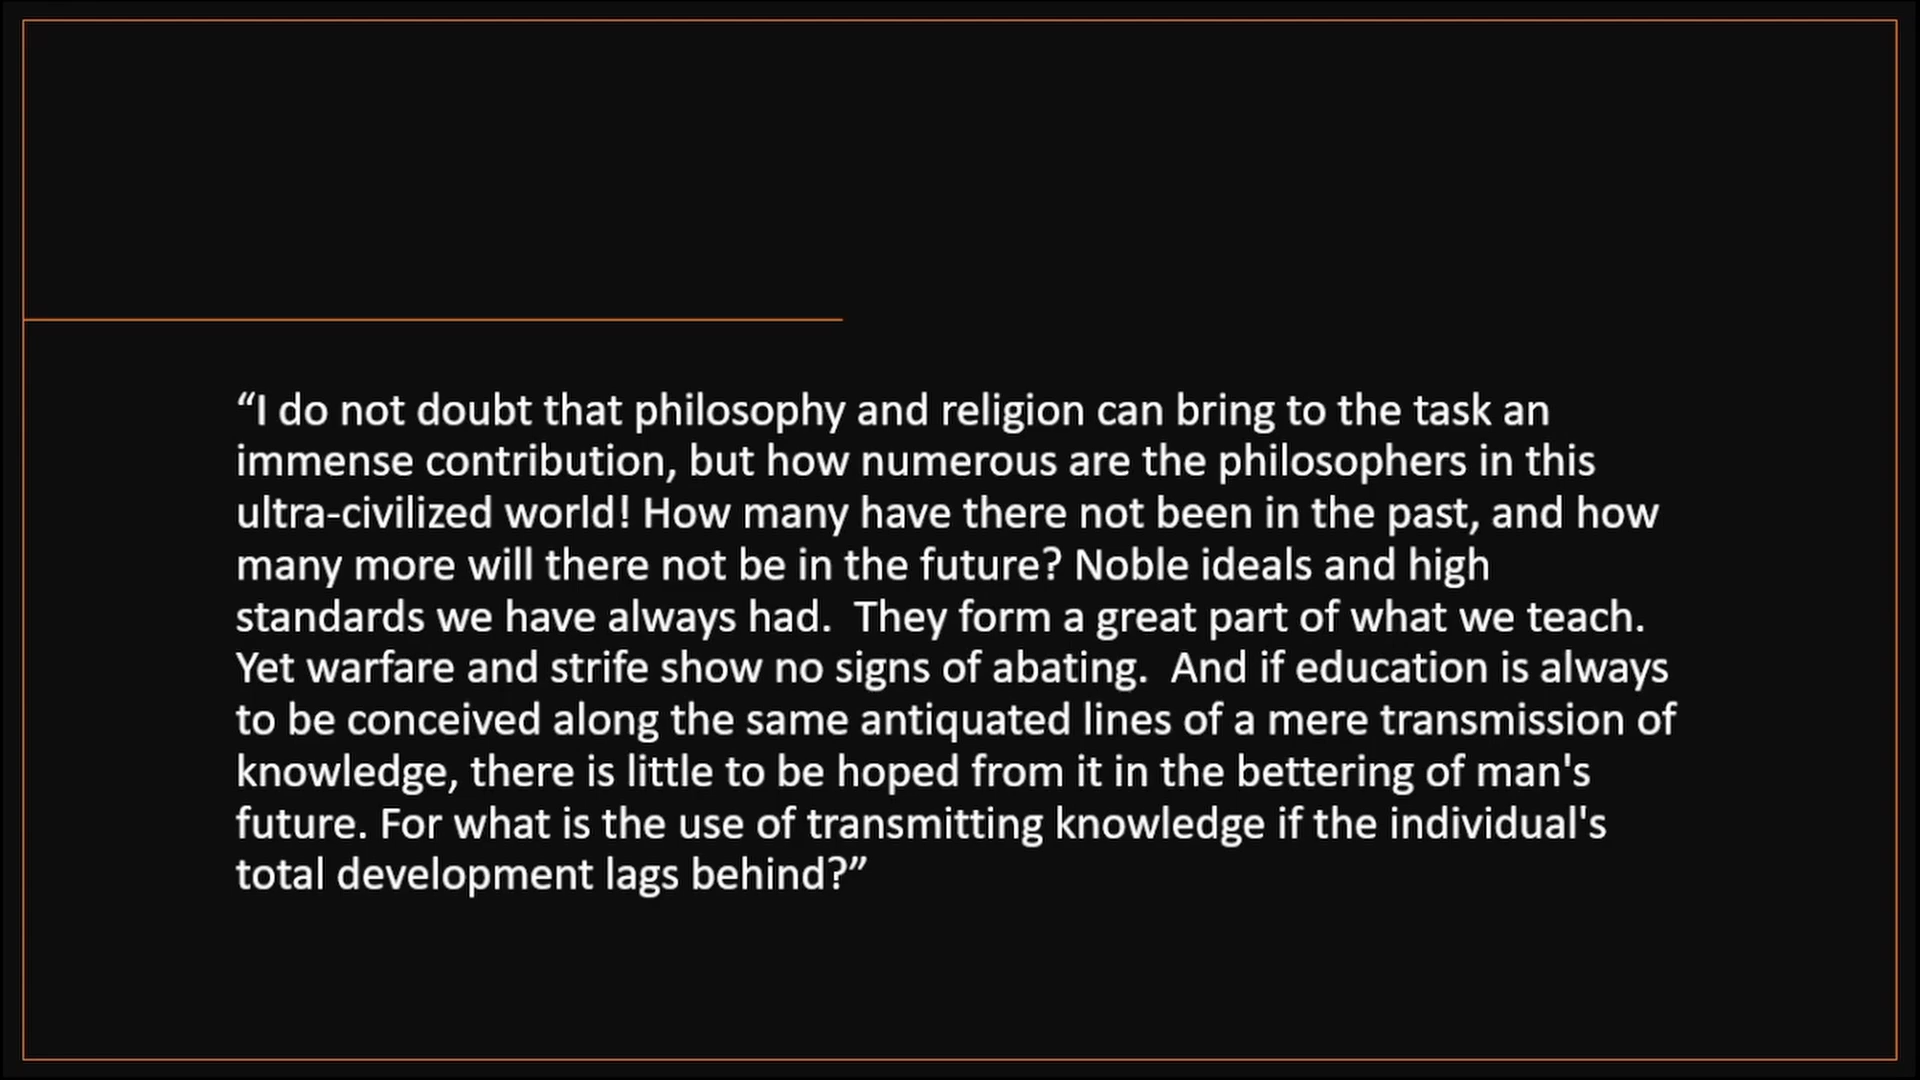 “I do not doubt that philosophy and religion can bring to the task an
immense contribution, but how numerous are the philosophers in this
ultra-civilized world! How many have there not been in the past, and how
many more will there not be in the future? Noble ideals and high
standards we have always had.  They form a great part of what we teach.
Yet warfare and strife show no signs of abating.  And if education is always
to be conceived along the same antiquated lines of a mere transmission of
knowledge, there is little to be hoped from it in the bettering of man's
future. For what is the use of transmitting knowledge if the individual's
total development lags behind?”